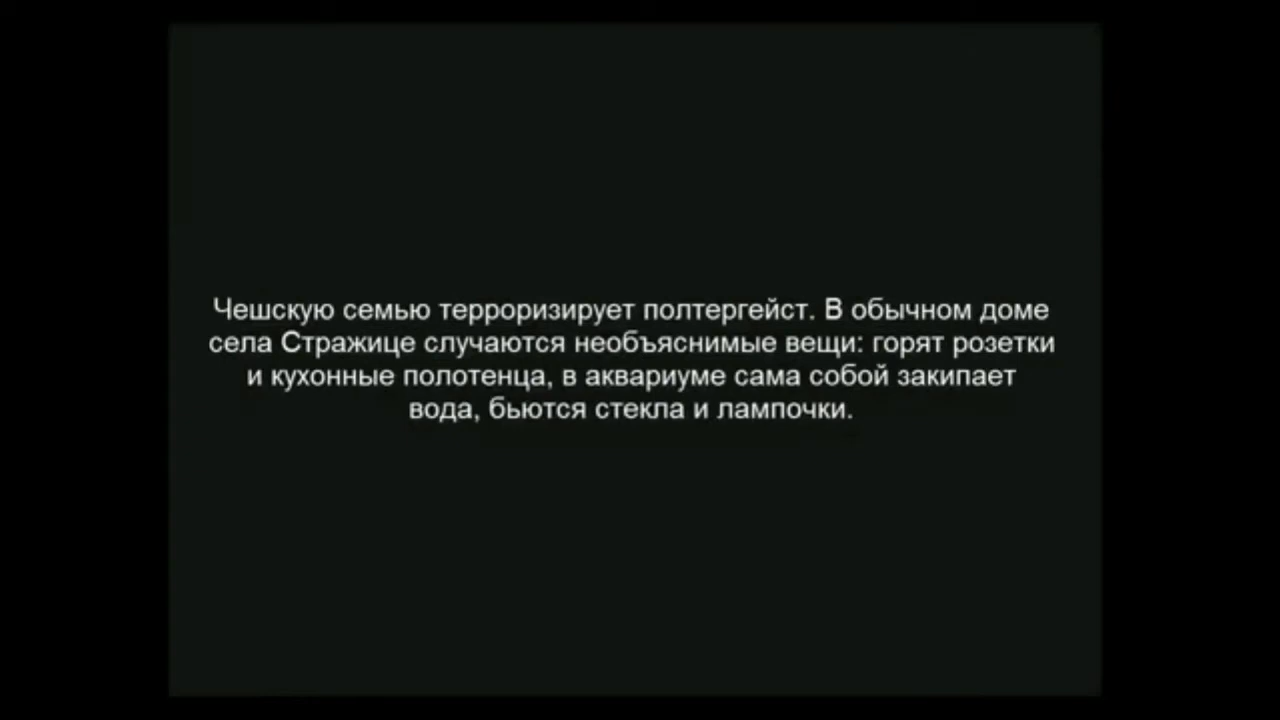 Чешскую семью терроризирует полтергейст. В обычном доме
села Стражице случаются необъяснимые вещи: горят розетки
и кухонные полотенца, в аквариуме сама собой закипает
вода, бьются стекла и лампочки.